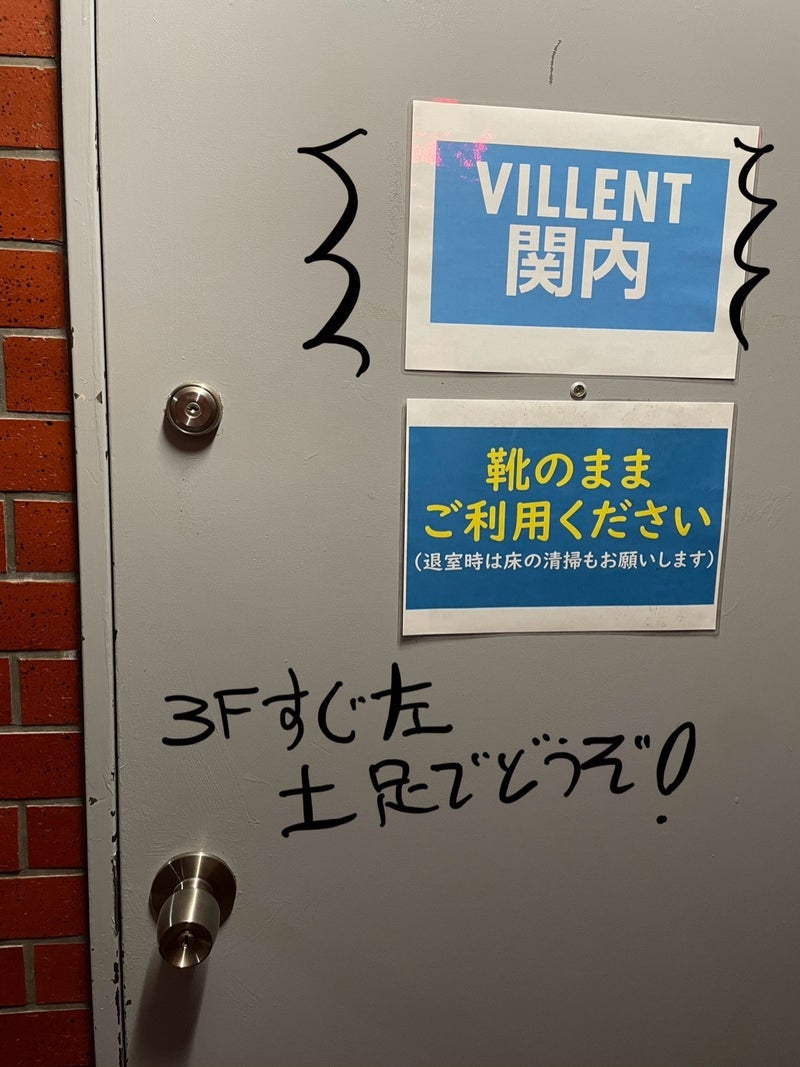 VILLENT
関内
靴のまま
ご利用ください
(退室時は床の清掃もお願いします)
3Fすぐ左
土足でどうぞ!